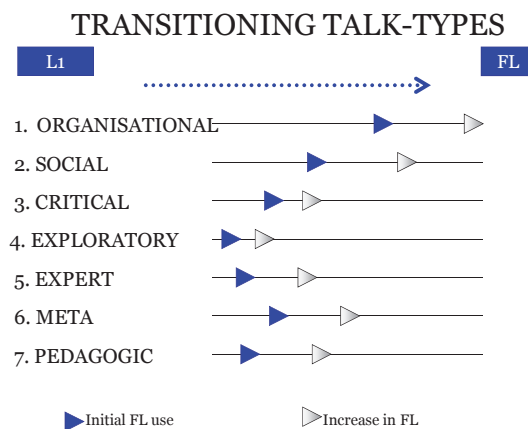 TRANSITIONING TALK-TYPES
L1
FL
1. ORGANISATIONAL
2. SOCIAL
3. CRITICAL
4. EXPLORATORY
5. EXPERT
6. META
7. PEDAGOGIC
Initial FL use
Increase in FL